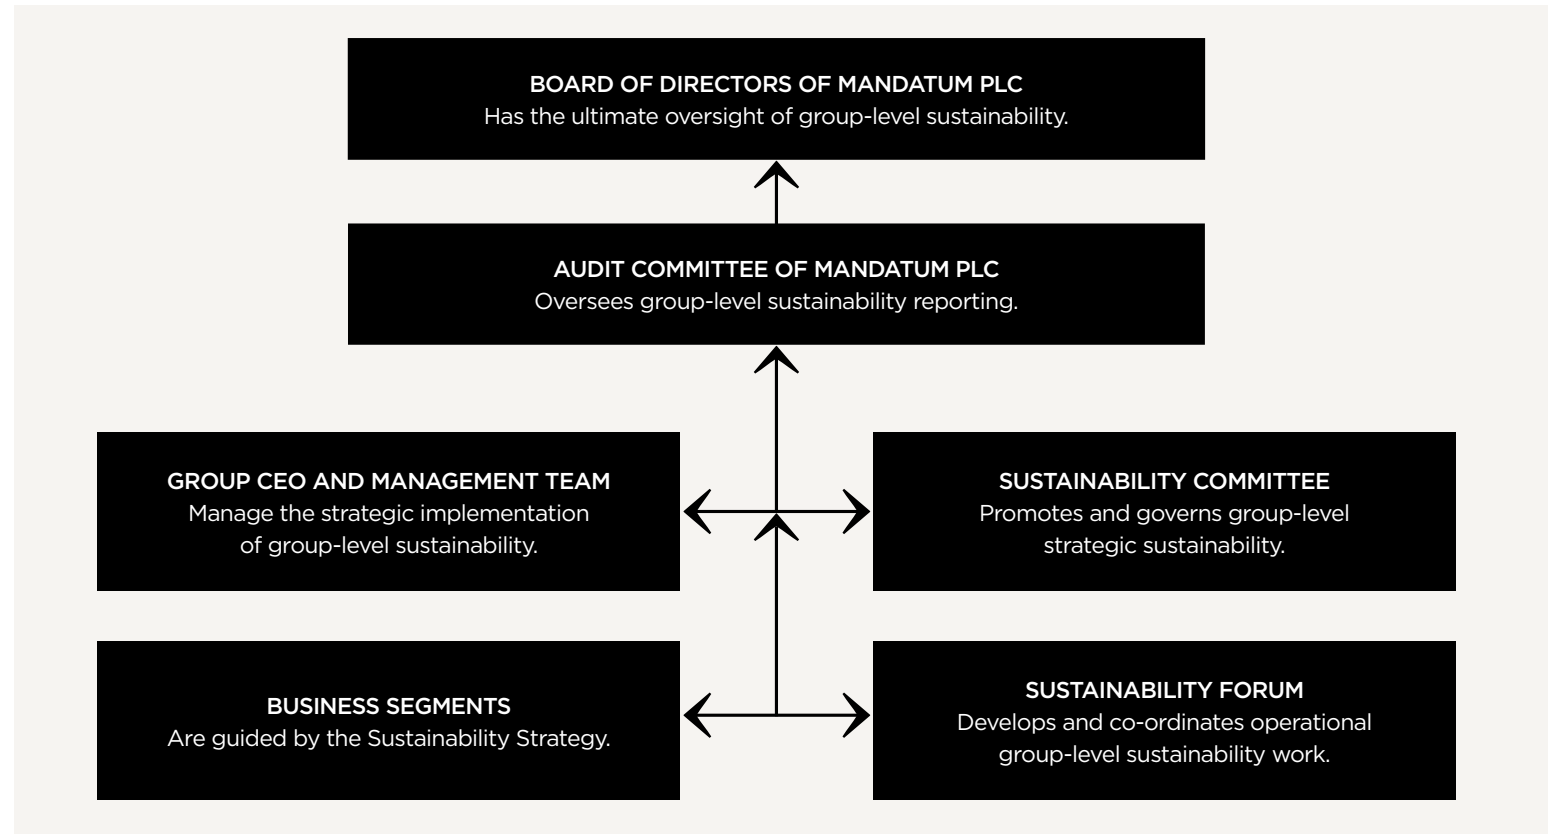 BOARD OF DIRECTORS OF MANDATUM PLC
Has the ultimate oversight of group-level sustainability.
AUDIT COMMITTEE OF MANDATUM PLC
Oversees group-level sustainability reporting.
GROUP CEO AND MANAGEMENT TEAM
Manage the strategic implementation
of group-level sustainability.
SUSTAINABILITY COMMITTEE
Promotes and governs group-level
strategic sustainability.
BUSINESS SEGMENTS
Are guided by the Sustainability Strategy.
SUSTAINABILITY FORUM
Develops and co-ordinates operational
group-level sustainability work.